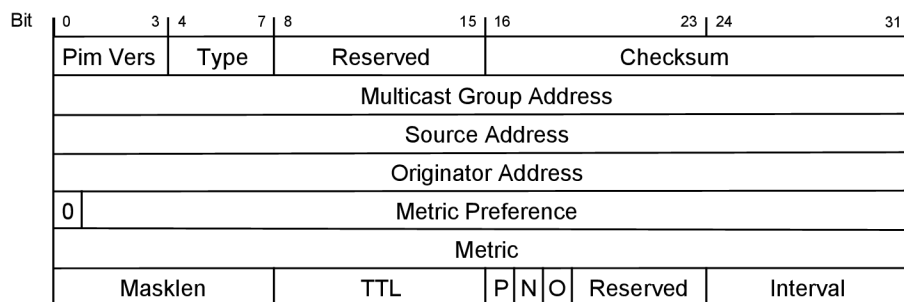 Bit 0 3 4 7 8 15 16 23 24 31
Pim Vers Type Reserved Checksum
Multicast Group Address
Source Address
Originator Address
0 Metric Preference
Metric
Masklen TTL P N O Reserved Interval